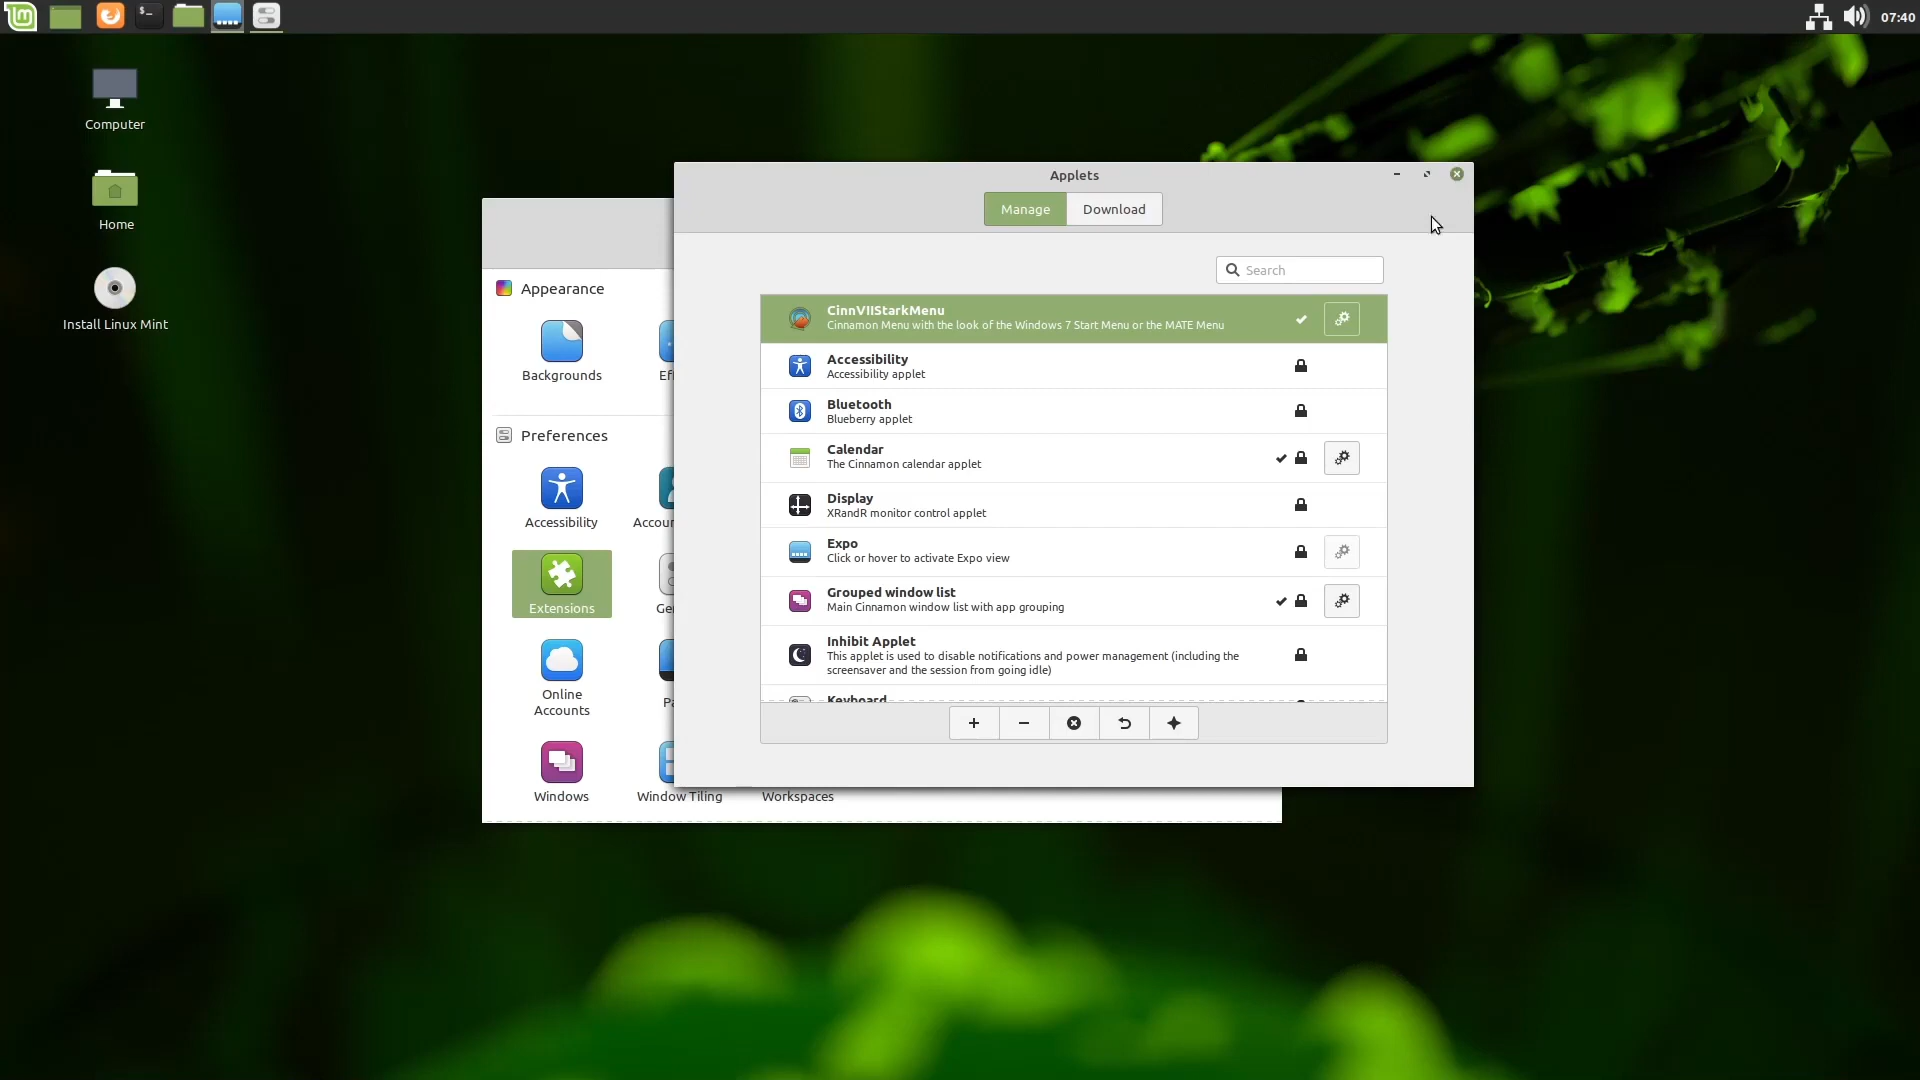 07:40
Computer
Home
Install Linux Mint
Appearance
Backgrounds
Eff
Preferences
Accessibility
Accour
Extensions
Ger
Online
Accounts
Pa
Windows
Window Tiling
Workspaces
Applets
Manage
Download
Search
CinnVIIStarkMenu
Cinnamon Menu with the look of the Windows 7 Start Menu or the MATE Menu
Accessibility
Accessibility applet
Bluetooth
Blueberry applet
Calendar
The Cinnamon calendar applet
Display
XRandR monitor control applet
Expo
Click or hover to activate Expo view
Grouped window list
Main Cinnamon window list with app grouping
Inhibit Applet
This applet is used to disable notifications and power management (including the
screensaver and the session from going idle)
Keyboard